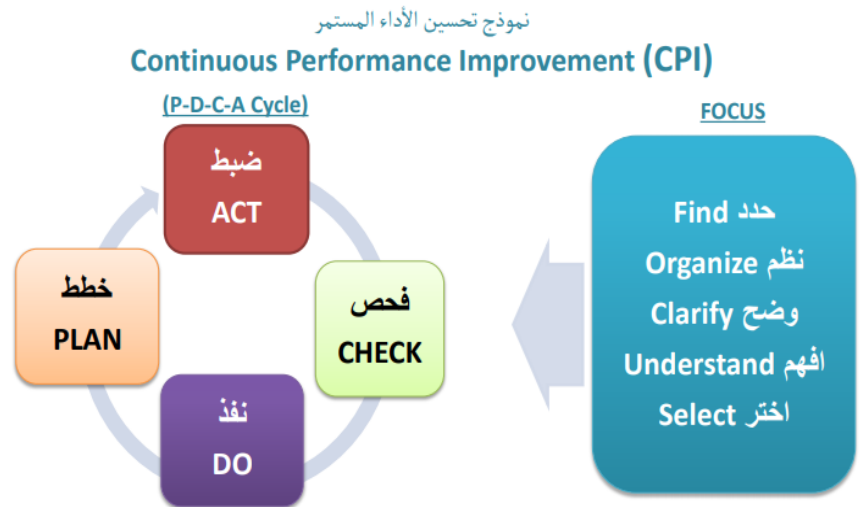 نموذج تحسين الأداء المستمر
Continuous Performance Improvement (CPI)
(P-D-C-A Cycle)
ضبط
ACT
خطط
PLAN
فحص
CHECK
نفذ
DO
FOCUS
Find حدد
Organize نظم
Clarify وضح
Understand افهم
Select اختر